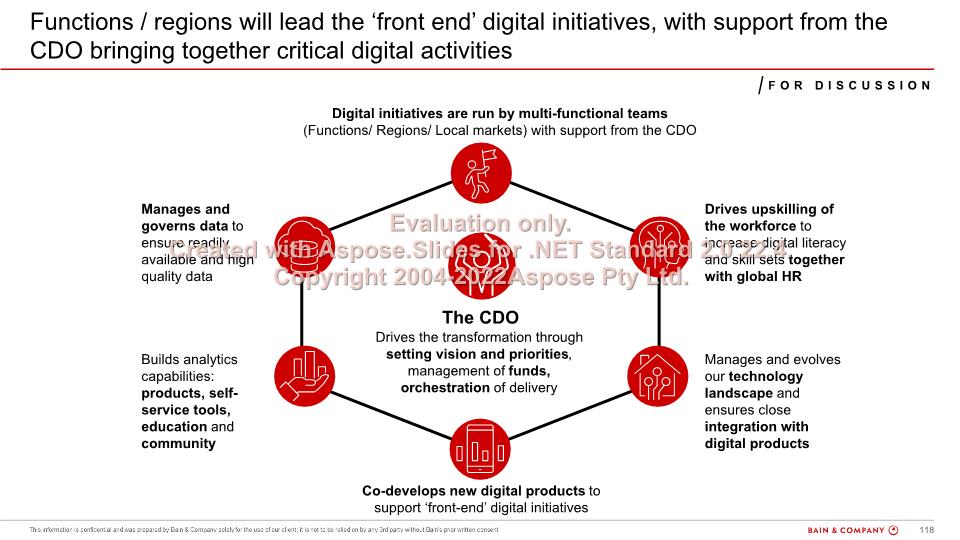 Functions / regions will lead the ‘front end’ digital initiatives, with support from the
CDO bringing together critical digital activities
FOR DISCUSSION
Digital initiatives are run by multi-functional teams
(Functions/ Regions/ Local markets) with support from the CDO
Manages and
governs data to
ensure readily
available and high
quality data
Drives upskilling of
the workforce to
increase digital literacy
and skill sets together
with global HR
Evaluation only.
Created with Aspose.Slides for .NET Standard 2.0 22.4.
Copyright 2004-2022Aspose Pty Ltd.
The CDO
Drives the transformation through
setting vision and priorities,
management of funds,
orchestration of delivery
Builds analytics
capabilities:
products, self-
service tools,
education and
community
Manages and evolves
our technology
landscape and
ensures close
integration with
digital products
Co-develops new digital products to
support ‘front-end’ digital initiatives
This information is confidential and was prepared by Bain & Company solely for the use of our client; it is not to be relied on by any 3rd party without Bain's prior written consent
BAIN & COMPANY
118